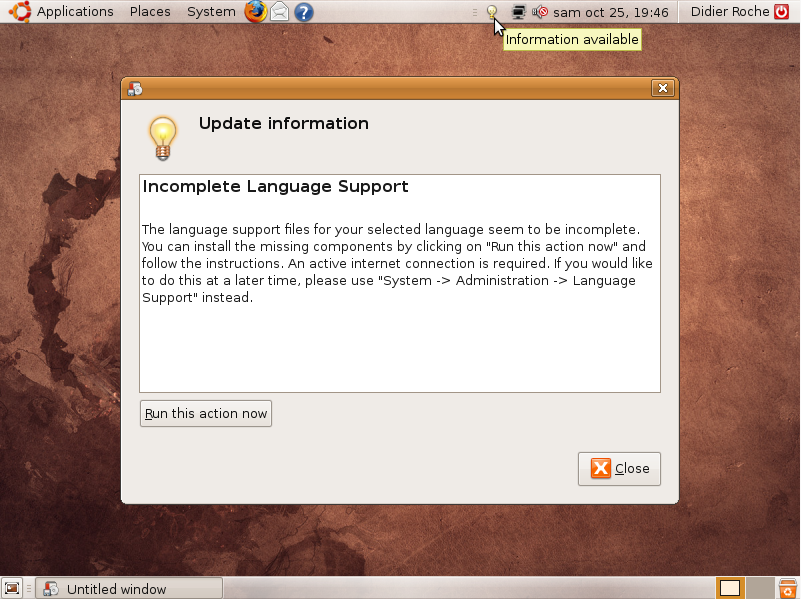 Applications Places System sam oct 25, 19:46 Didier Roche
Information available
Update information
Incomplete Language Support
The language support files for your selected language seem to be incomplete.
You can install the missing components by clicking on "Run this action now" and
follow the instructions. An active internet connection is required. If you would like
to do this at a later time, please use "System -> Administration -> Language
Support" instead.
Run this action now
Close
Untitled window